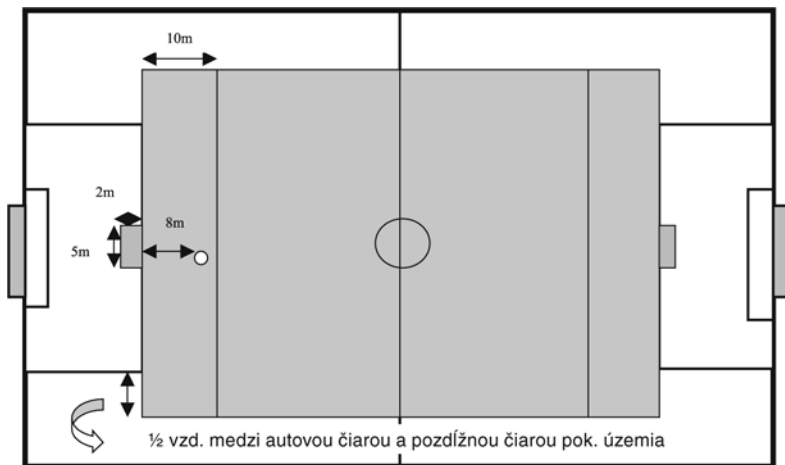 10m
2m
8m
5m
½ vzd. medzi autovou čiarou a pozdĺžnou čiarou pok. územia